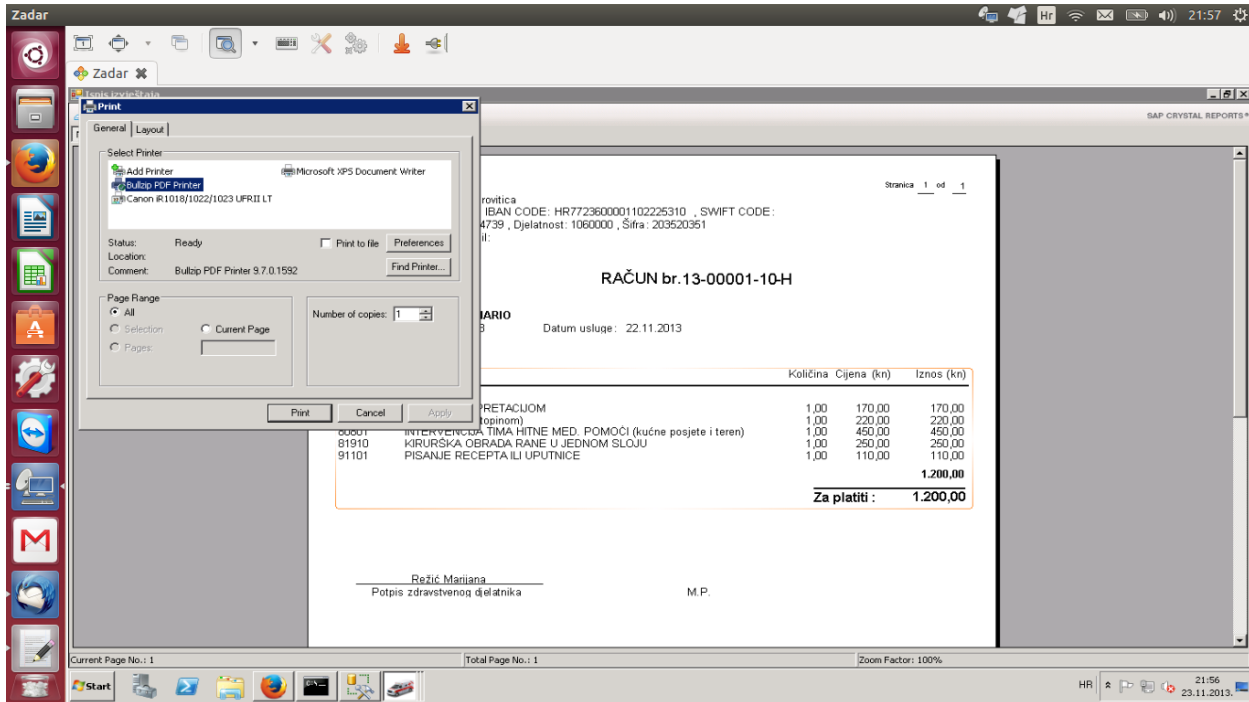 Zadar
Hr
21:57
Zadar
Ispis izvještaja
Print
SAP CRYSTAL REPORTS®
General
Layout
Select Printer
Add Printer
Microsoft XPS Document Writer
Bullzip PDF Printer
Canon iR1018/1022/1023 UFRII LT
Status: Ready
Print to file
Preferences
Location:
Comment: Bullzip PDF Printer 9.7.0.1592
Find Printer...
Page Range
All
Selection
Current Page
Pages:
Number of copies: 1
Print
Cancel
Apply
Stranica 1 od 1
rovitica
IBAN CODE: HR7723600001102225310 , SWIFT CODE:
4739 , Djelatnost: 1060000 , Šifra: 203520351
il:
RAČUN br.13-00001-10-H
IARIO
Datum usluge: 22.11.2013
Količina Cijena (kn) Iznos (kn)
PRETACIJOM 1,00 170,00 170,00
topinom) 1,00 220,00 220,00
80801 INTERVENCIJA TIMA HITNE MED. POMOĆI (kućne posjete i teren) 1,00 450,00 450,00
81910 KIRURŠKA OBRADA RANE U JEDNOM SLOJU 1,00 250,00 250,00
91101 PISANJE RECEPTA ILI UPUTNICE 1,00 110,00 110,00
1.200,00
Za platiti : 1.200,00
Režić Marijana
Potpis zdravstvenog djelatnika
M.P.
Current Page No.: 1
Total Page No.: 1
Zoom Factor: 100%
Start
HR
21:56
23.11.2013.